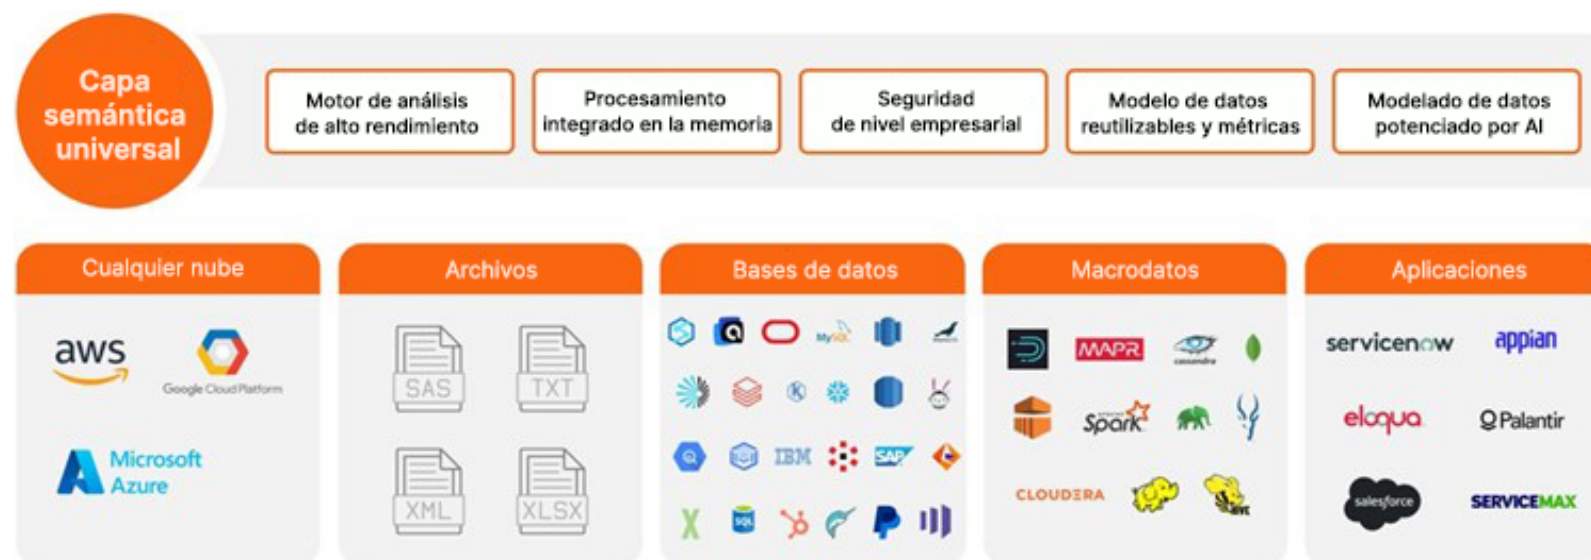 Capa
semántica
universal
Motor de análisis
de alto rendimiento
Procesamiento
integrado en la memoria
Seguridad
de nivel empresarial
Modelo de datos
reutilizables y métricas
Modelado de datos
potenciado por AI
Cualquier nube
Archivos
Bases de datos
Macrodatos
Aplicaciones
aws
Google Cloud Platform
Microsoft
Azure
SAS
TXT
XML
XLSX
MySQL
IBM
SAP
SQL
MAPR
cassandra
APACHE
Spark
CLOUDERA
HIVE
servicenow
appian
eloqua
Palantir
salesforce
SERVICEMAX